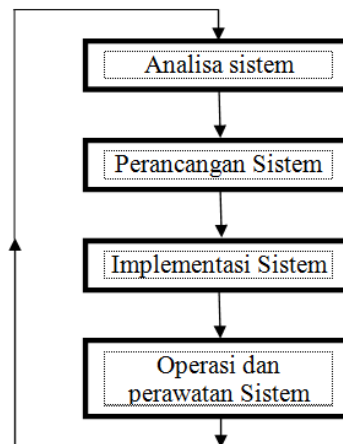 Analisa sistem
Perancangan Sistem
Implementasi Sistem
Operasi dan
perawatan Sistem